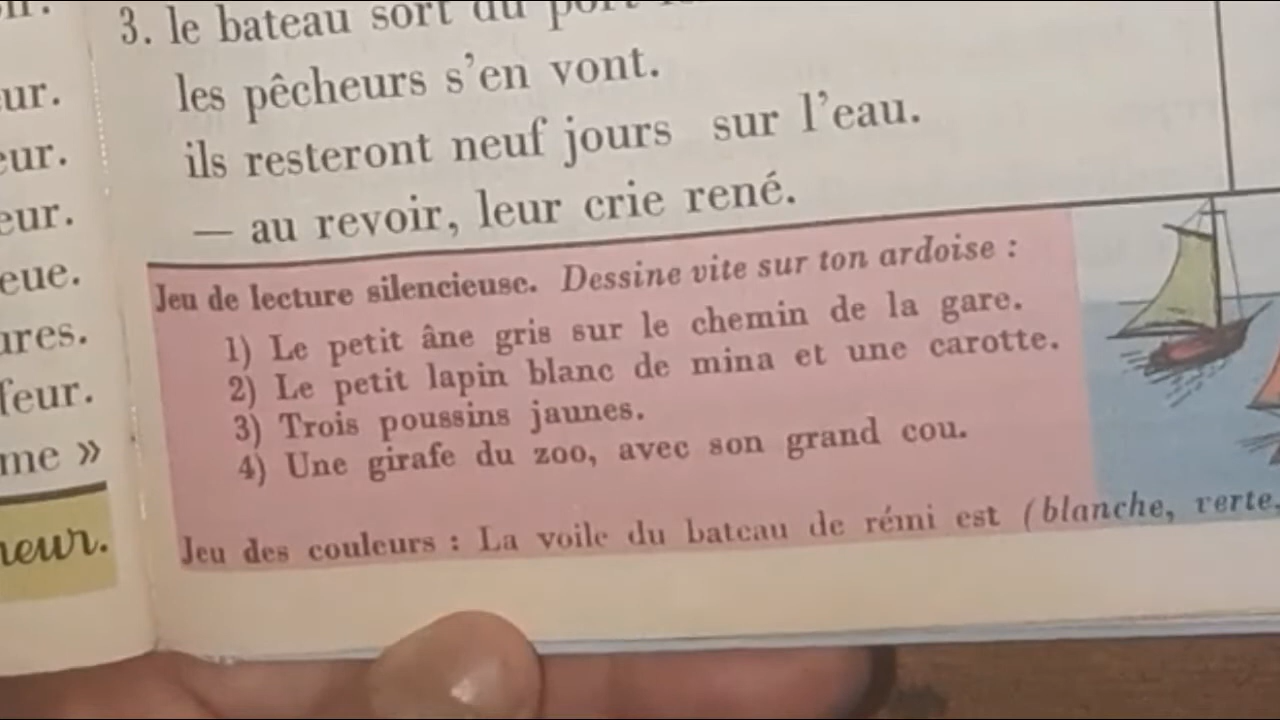 ur.
eur.
eur.
eue.
ures.
feur.
me »
neur.
3. le bateau sort du port
les pêcheurs s'en vont.
ils resteront neuf jours sur l'eau.
— au revoir, leur crie rené.
Jeu de lecture silencieuse. Dessine vite sur ton ardoise :
1) Le petit âne gris sur le chemin de la gare.
2) Le petit lapin blanc de mina et une carotte.
3) Trois poussins jaunes.
4) Une girafe du zoo, avec son grand cou.
Jeu des couleurs : La voile du bateau de rémi est (blanche, verte,